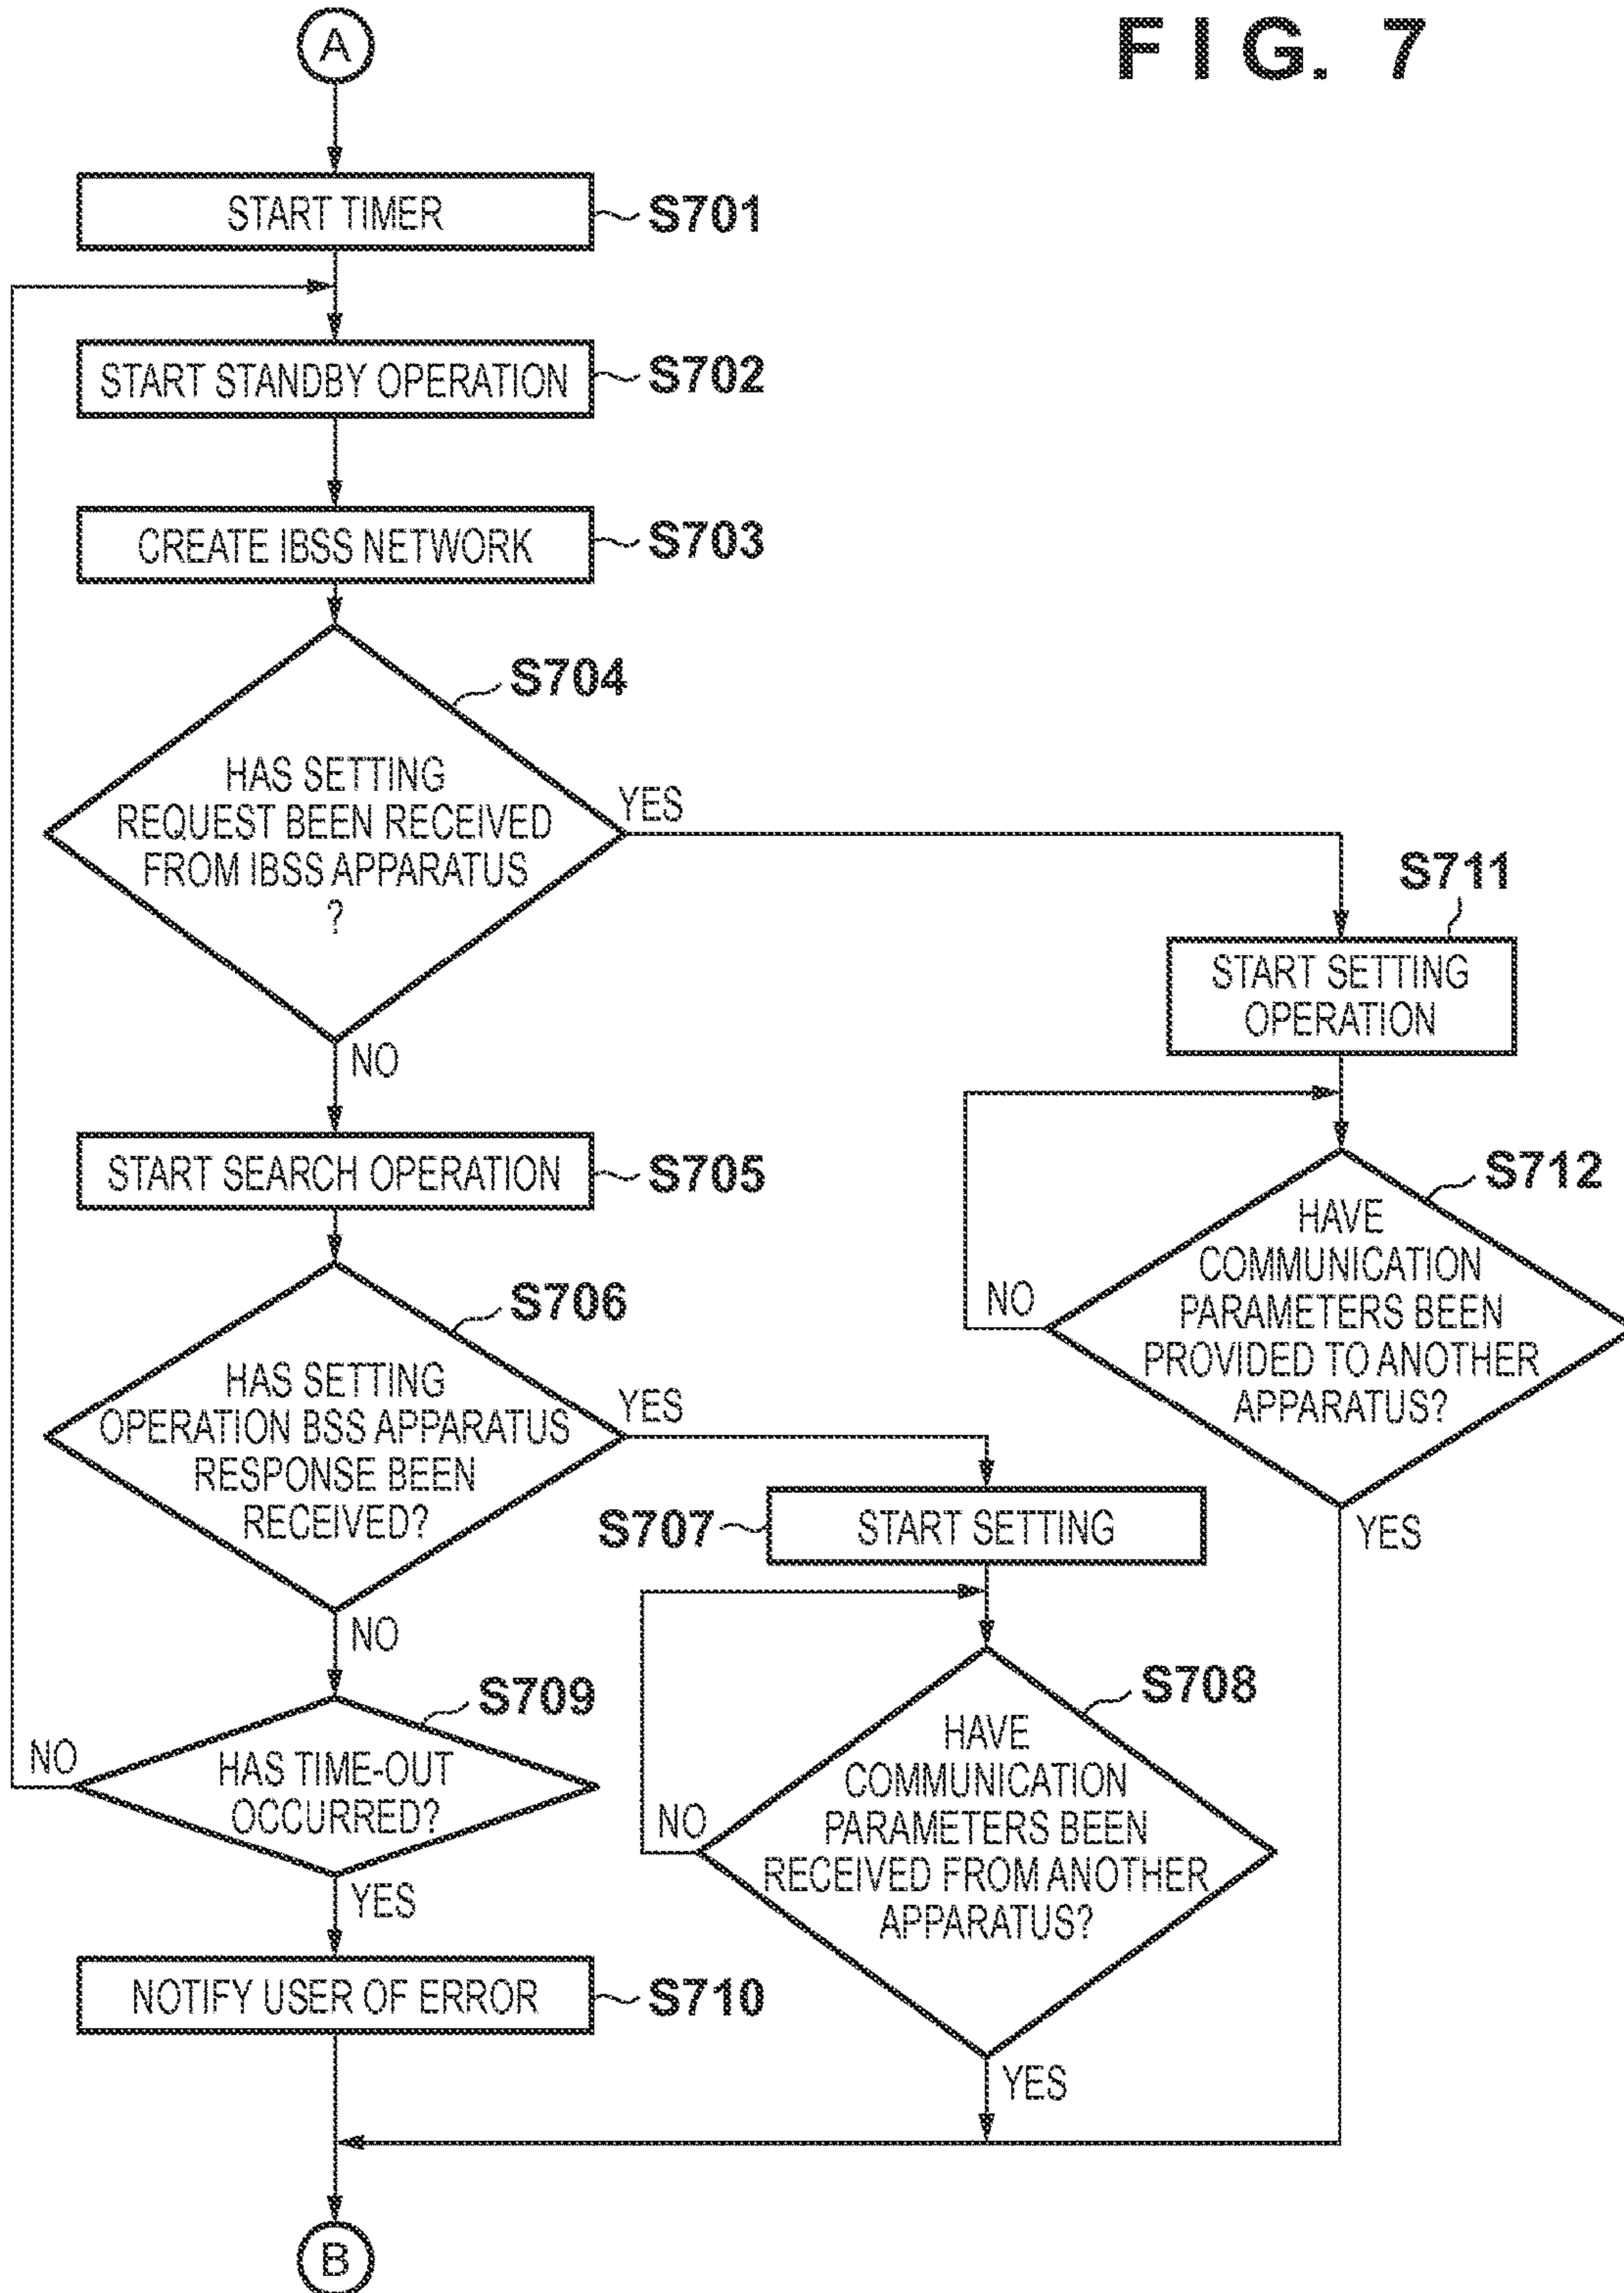 FIG. 7
A
START TIMER
S701
START STANDBY OPERATION
S702
CREATE IBSS NETWORK
S703
S704
HAS SETTING
REQUEST BEEN RECEIVED
FROM IBSS APPARATUS
?
YES
NO
S711
START SETTING
OPERATION
START SEARCH OPERATION
S705
S712
HAVE
COMMUNICATION
PARAMETERS BEEN
PROVIDED TO ANOTHER
APPARATUS?
NO
YES
S706
HAS SETTING
OPERATION BSS APPARATUS
RESPONSE BEEN
RECEIVED?
YES
NO
S707
START SETTING
S708
HAVE
COMMUNICATION
PARAMETERS BEEN
RECEIVED FROM ANOTHER
APPARATUS?
NO
YES
S709
HAS TIME-OUT
OCCURRED?
NO
YES
NOTIFY USER OF ERROR
S710
B